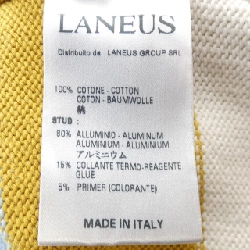 LANEUS
Distribuito da LANEUS GROUP SRL
100% COTONE - COTTON
COTON - BAUMWOLLE
綿
STUD :
80% ALLUMINIO - ALUMINUM
ALUMINIUM - ALUMINIUM
アルミニウム
15% COLLANTE TERMO-REAGENTE
GLUE
5% PRIMER (COLORANTE)
MADE IN ITALY